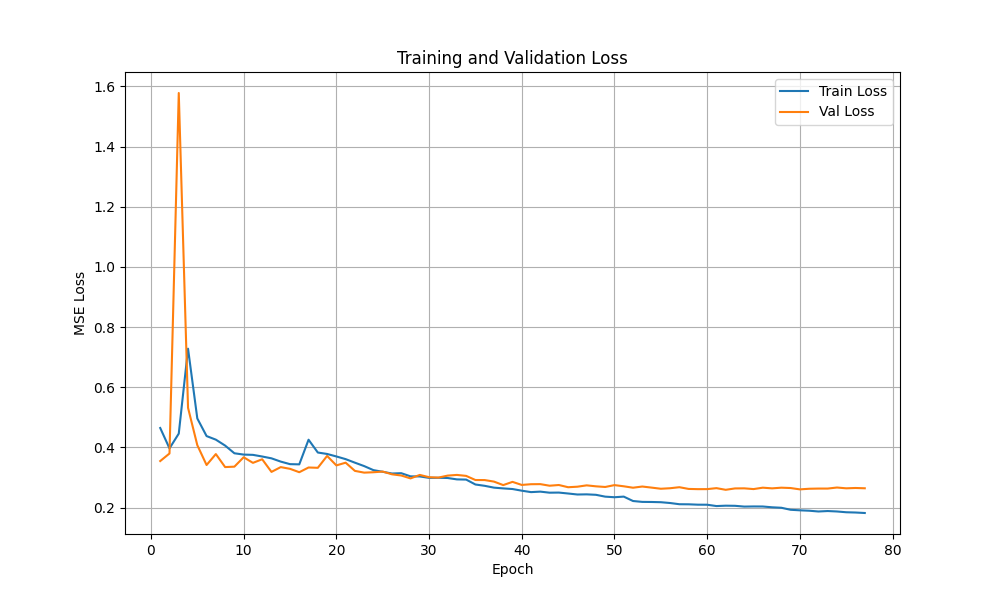 Training and Validation Loss
Train Loss
Val Loss
1.6
1.4
1.2
1.0
0.8
0.6
0.4
0.2
MSE Loss
0 10 20 30 40 50 60 70 80
Epoch